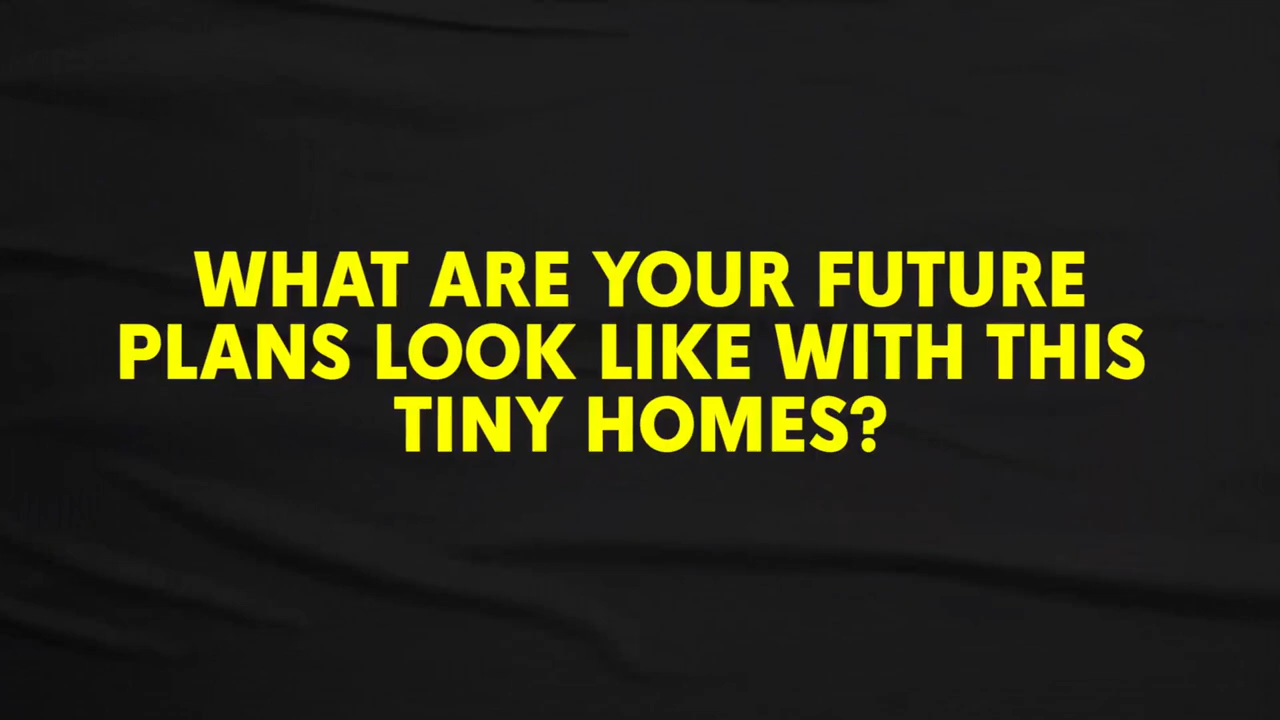 WHAT ARE YOUR FUTURE
PLANS LOOK LIKE WITH THIS
TINY HOMES?